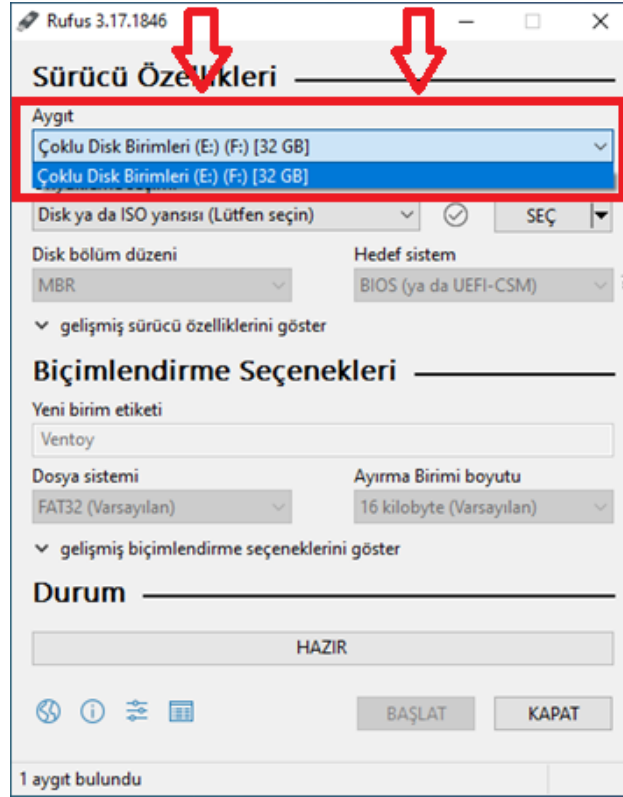 Rufus 3.17.1846
Sürücü Özellikleri
Aygıt
Çoklu Disk Birimleri (E:) (F:) [32 GB]
Çoklu Disk Birimleri (E:) (F:) [32 GB]
Disk ya da ISO yansısı (Lütfen seçin)
SEÇ
Disk bölüm düzeni
Hedef sistem
MBR
BIOS (ya da UEFI-CSM)
gelişmiş sürücü özelliklerini göster
Biçimlendirme Seçenekleri
Yeni birim etiketi
Ventoy
Dosya sistemi
Ayırma Birimi boyutu
FAT32 (Varsayılan)
16 kilobyte (Varsayılan)
gelişmiş biçimlendirme seçeneklerini göster
Durum
HAZIR
BAŞLAT
KAPAT
1 aygıt bulundu